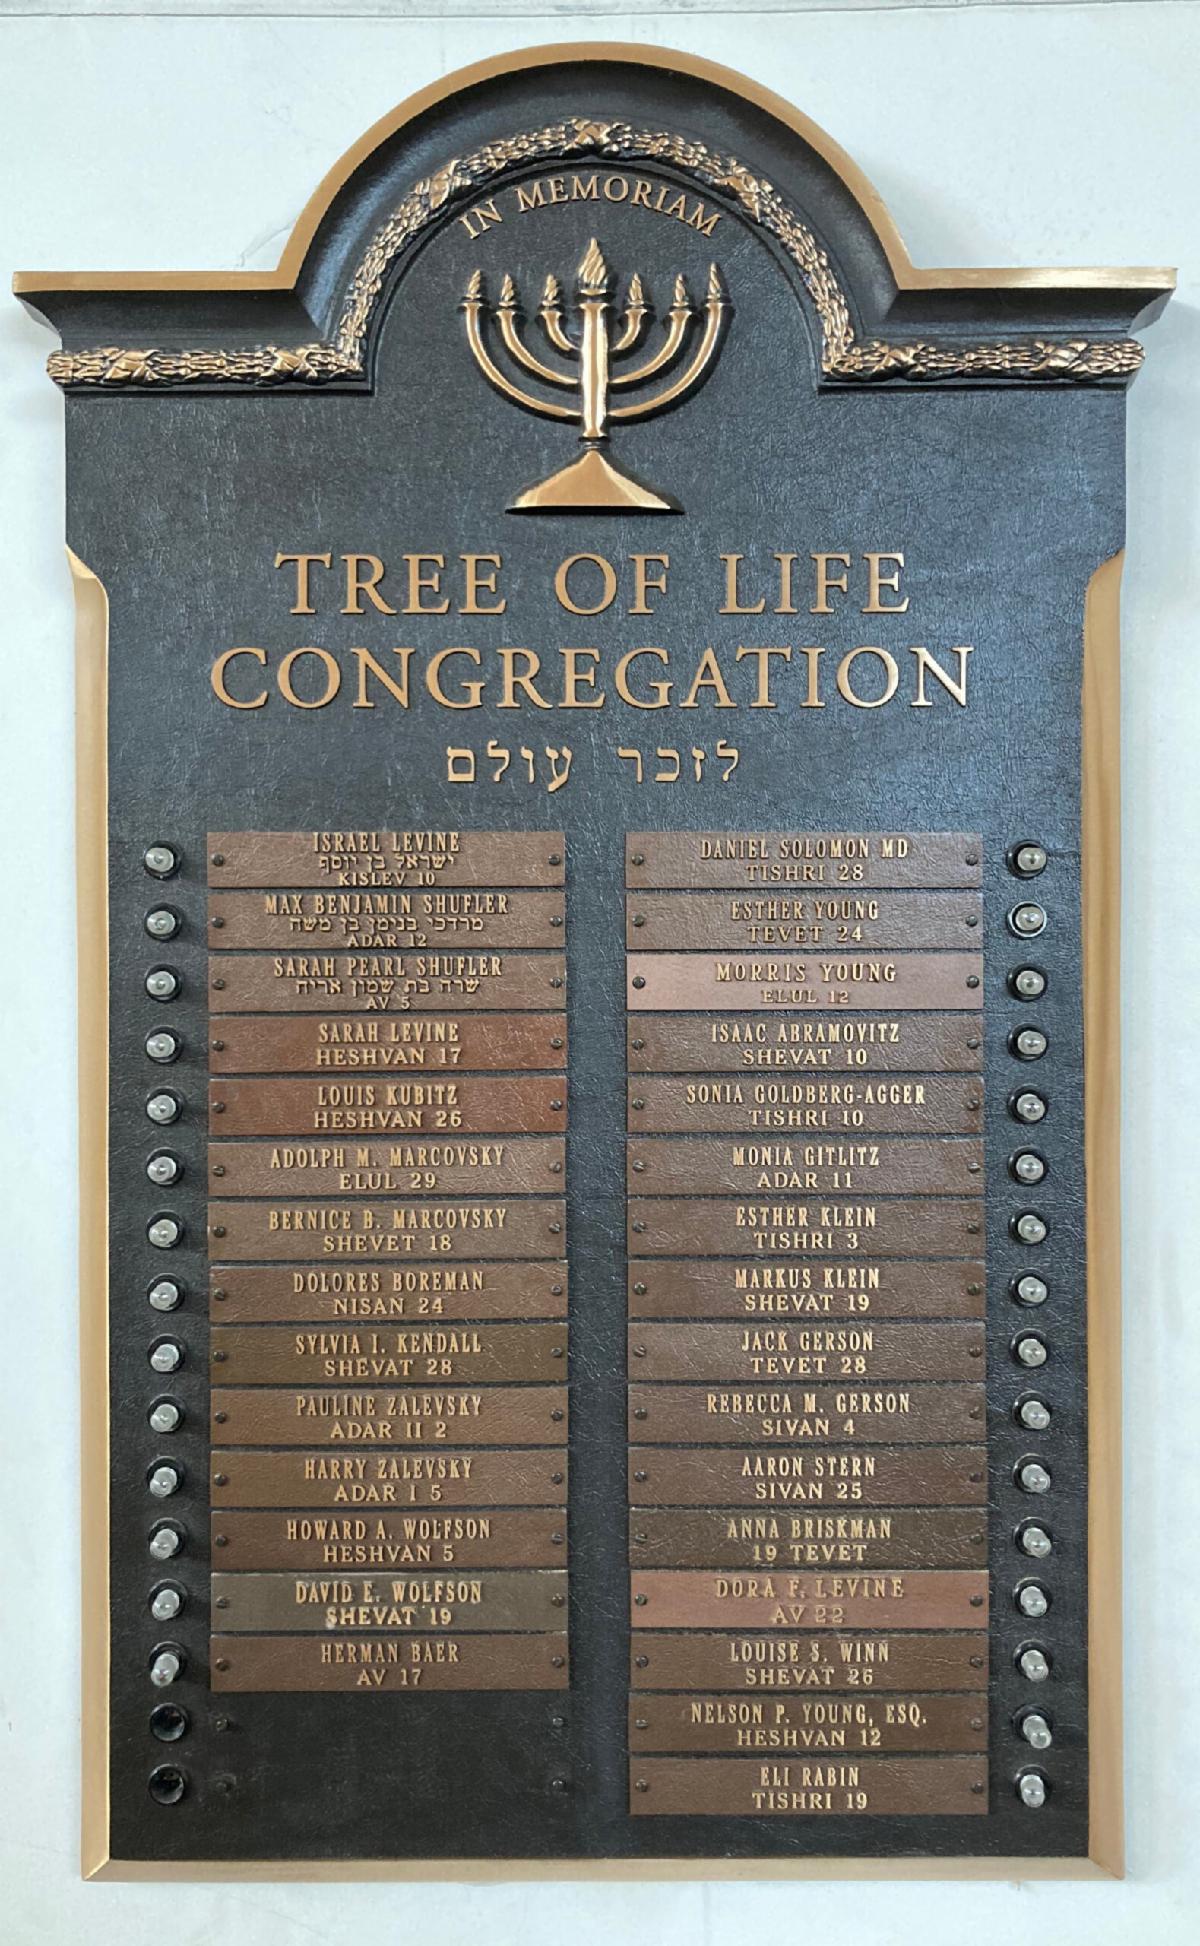 IN MEMORIAM
TREE OF LIFE
CONGREGATION
לזכר עולם
ISRAEL LEVINE
ישראל בן יוסף
KISLEV 10
MAX BENJAMIN SHUFLER
מרדכי בנימן בן משה
ADAR 12
SARAH PEARL SHUFLER
שרה בת שמון אריה
AV 5
SARAH LEVINE
HESHVAN 17
LOUIS KUBITZ
HESHVAN 26
ADOLPH M. MARCOVSKY
ELUL 29
BERNICE B. MARCOVSKY
SHEVET 18
DOLORES BOREMAN
NISAN 24
SYLVIA I. KENDALL
SHEVAT 28
PAULINE ZALEVSKY
ADAR II 2
HARRY ZALEVSKY
ADAR I 5
HOWARD A. WOLFSON
HESHVAN 5
DAVID E. WOLFSON
SHEVAT 19
HERMAN BAER
AV 17
DANIEL SOLOMON MD
TISHRI 28
ESTHER YOUNG
TEVET 24
MORRIS YOUNG
ELUL 12
ISAAC ABRAMOVITZ
SHEVAT 10
SONIA GOLDBERG-AGGER
TISHRI 10
MONIA GITLITZ
ADAR 11
ESTHER KLEIN
TISHRI 3
MARKUS KLEIN
SHEVAT 19
JACK GERSON
TEVET 28
REBECCA M. GERSON
SIVAN 4
AARON STERN
SIVAN 25
ANNA BRISKMAN
19 TEVET
DORA F. LEVINE
AV 22
LOUISE S. WINN
SHEVAT 26
NELSON P. YOUNG, ESQ.
HESHVAN 12
ELI RABIN
TISHRI 19